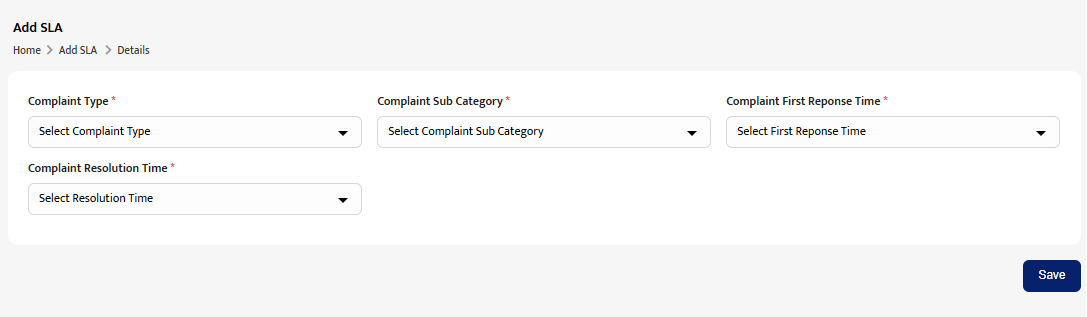 Add SLA
Home > Add SLA > Details
Complaint Type *
Complaint Sub Category *
Complaint First Reponse Time *
Select Complaint Type
Select Complaint Sub Category
Select First Reponse Time
Complaint Resolution Time *
Select Resolution Time
Save